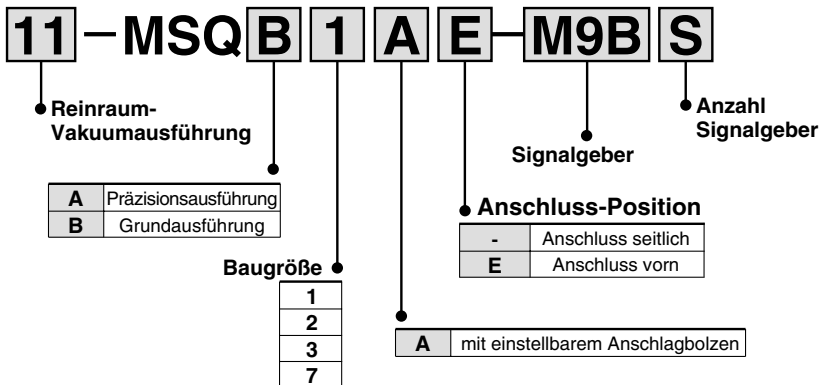 11 - MSQ B 1 A E - M9B S
Reinraum-
Vakuumausführung
Anzahl
Signalgeber
Signalgeber
A Präzisionsausführung
B Grundausführung
Anschluss-Position
- Anschluss seitlich
E Anschluss vorn
Baugröße
1
2
3
7
A mit einstellbarem Anschlagbolzen